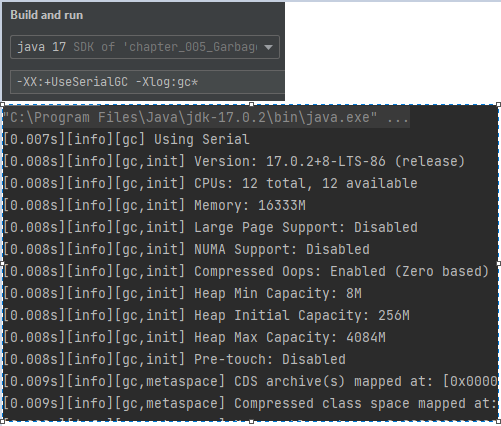 Build and run
java 17 SDK of 'chapter_005_Garbag
-XX:+UseSerialGC -Xlog:gc*
"C:\Program Files\Java\jdk-17.0.2\bin\java.exe" ...
[0.007s][info][gc] Using Serial
[0.008s][info][gc,init] Version: 17.0.2+8-LTS-86 (release)
[0.008s][info][gc,init] CPUs: 12 total, 12 available
[0.008s][info][gc,init] Memory: 16333M
[0.008s][info][gc,init] Large Page Support: Disabled
[0.008s][info][gc,init] NUMA Support: Disabled
[0.008s][info][gc,init] Compressed Oops: Enabled (Zero based)
[0.008s][info][gc,init] Heap Min Capacity: 8M
[0.008s][info][gc,init] Heap Initial Capacity: 256M
[0.008s][info][gc,init] Heap Max Capacity: 4084M
[0.008s][info][gc,init] Pre-touch: Disabled
[0.009s][info][gc,metaspace] CDS archive(s) mapped at: [0x0000
[0.009s][info][gc,metaspace] Compressed class space mapped at: